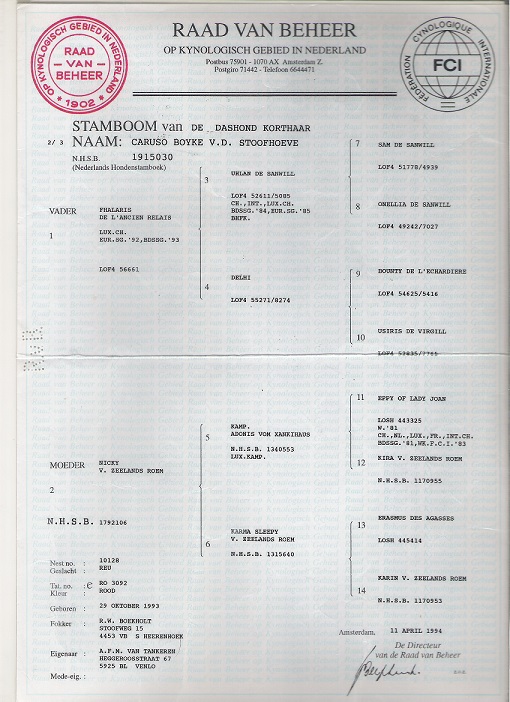 RAAD VAN BEHEER
OP KYNOLOGISCH GEBIED IN NEDERLAND
Postbus 75901 - 1070 AX Amsterdam Z.
Postgiro 71442 - Telefoon 6644471
OP KYNOLOGISCH GEBIED IN NEDERLAND
RAAD
- VAN -
BEHEER
* 1902 *
FÉDÉRATION CYNOLOGIQUE INTERNATIONALE
FCI
STAMBOOM van DE DASHOND KORTHAAR
2/ 3 NAAM: CARUSO BOYKE V.D. STOOFHOEVE
N.H.S.B. 1915030
(Nederlands Hondenstamboek)
VADER
1
FHALARIS
DE L'ANCIEN RELAIS
LUX.CH.
EUR.SG.'92,BDSSG.'93
LOF4 56661
3
UHLAN DE SANWILL
LOF4 52611/5085
CH.,INT.,LUX.CH.
BDSSG.'84,EUR.SG.'85
BKFK.
4
DELHI
LOF4 55271/8274
7
SAM DE SANWILL
LOF4 51778/4939
8
ONELLIA DE SANWILL
LOF4 49242/7027
9
BOUNTY DE L'ECHARDIERE
LOF4 54625/5416
10
USIRIS DE VIRGILL
LOF4
MOEDER
2
NICKY
V. ZEELANDS ROEM
N.H.S.B. 1792106
5
KAMP.
ADONIS VOM XANKIHAUS
N.H.S.B. 1340553
LUX.KAMP.
6
KARMA SLEEPY
V. ZEELANDS ROEM
N.H.S.B. 1315640
11
EPPY OF LADY JOAN
LOSH 443325
W.'81
CH.,NL.,LUX.,FR.,INT.CH.
BDSSG.'81,WK.F.C.I.'83
12
KIRA V. ZEELANDS ROEM
N.H.S.B. 1170955
13
ERASMUS DES AGASSES
LOSH 445414
14
KARIN V. ZEELANDS ROEM
N.H.S.B. 1170953
Nest no. : 10128
Geslacht : REU
Tat. no. : e RO 3092
Kleur : ROOD
Geboren : 29 OKTOBER 1993
Fokker : R.W. BOEKHOLT
STOOFWEG 15
4453 VB S HEERENHOEK
Eigenaar : A.F.M. VAN TANKEREN
HEGGEROOSSTRAAT 67
5925 BL VENLO
Mede-eig. :
Amsterdam, 11 APRIL 1994
De Directeur
van de Raad van Beheer